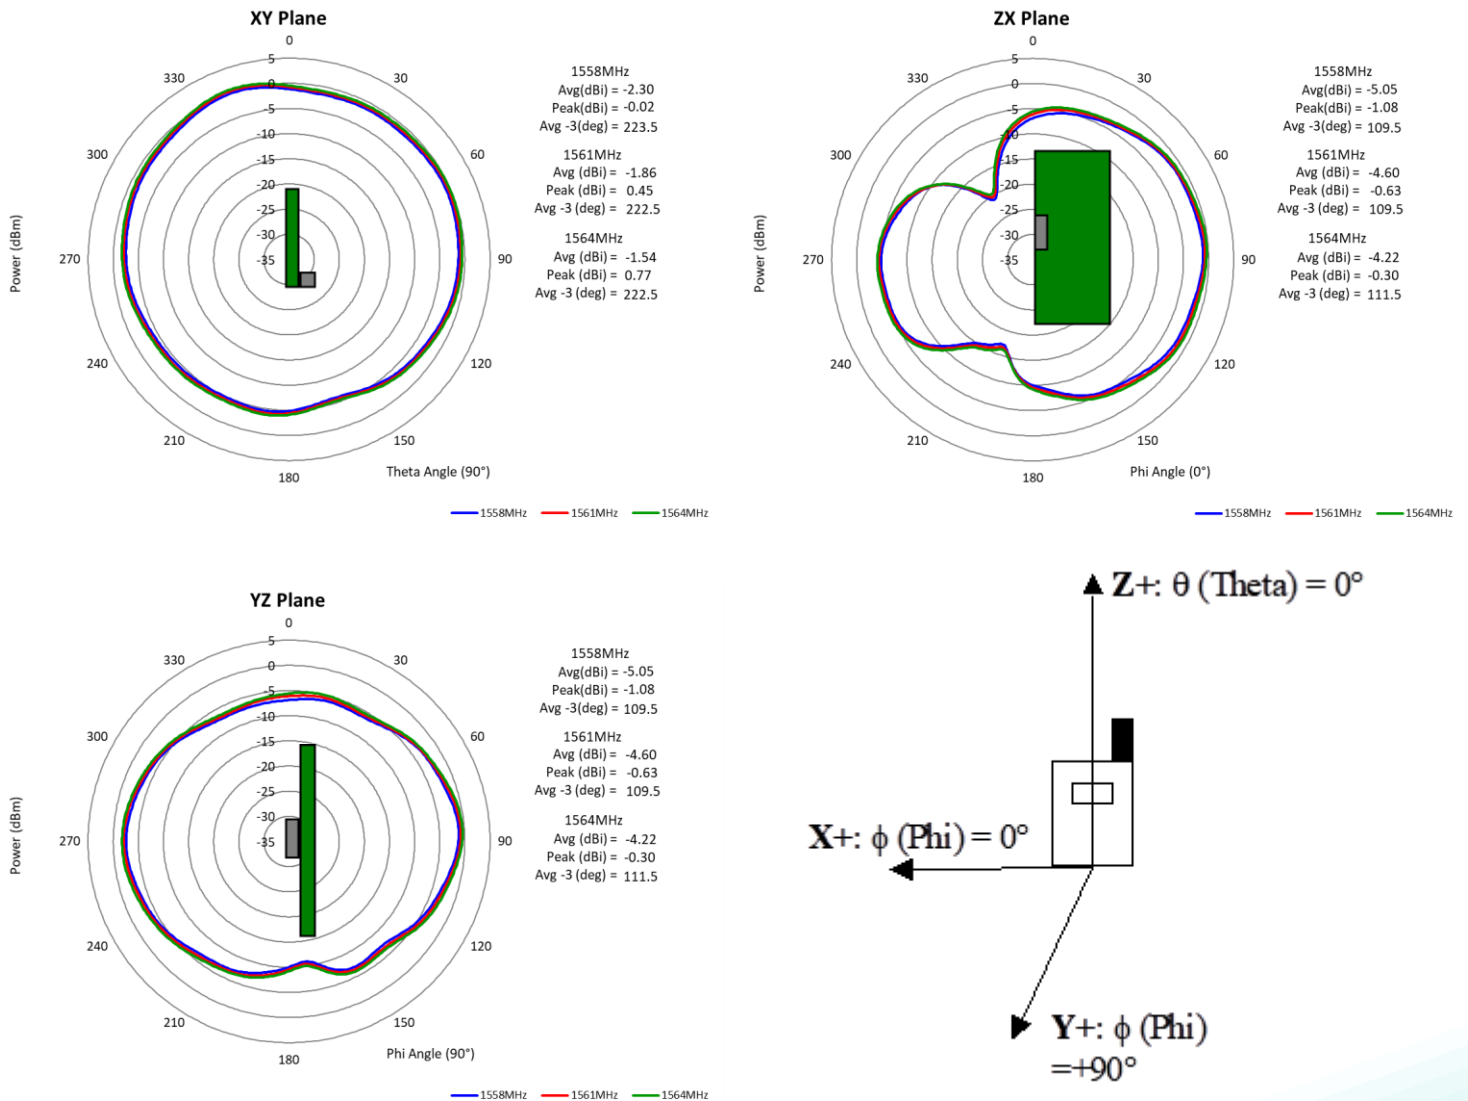 XY Plane
0
330
30
300
60
270
90
240
120
210
150
180
5
0
-5
-10
-15
-20
-25
-30
-35
Power (dBm)
Theta Angle (90°)
1558MHz
Avg(dBi) = -2.30
Peak(dBi) = -0.02
Avg -3(deg) = 223.5
1561MHz
Avg (dBi) = -1.86
Peak (dBi) = 0.45
Avg -3 (deg) = 222.5
1564MHz
Avg (dBi) = -1.54
Peak (dBi) = 0.77
Avg -3 (deg) = 222.5
1558MHz 1561MHz 1564MHz
ZX Plane
0
330
30
300
60
270
90
240
120
210
150
180
5
0
-5
-10
-15
-20
-25
-30
-35
Power (dBm)
Phi Angle (0°)
1558MHz
Avg(dBi) = -5.05
Peak(dBi) = -1.08
Avg -3(deg) = 109.5
1561MHz
Avg (dBi) = -4.60
Peak (dBi) = -0.63
Avg -3 (deg) = 109.5
1564MHz
Avg (dBi) = -4.22
Peak (dBi) = -0.30
Avg -3 (deg) = 111.5
1558MHz 1561MHz 1564MHz
YZ Plane
0
330
30
300
60
270
90
240
120
210
150
180
5
0
-5
-10
-15
-20
-25
-30
-35
Power (dBm)
Phi Angle (90°)
1558MHz
Avg(dBi) = -5.05
Peak(dBi) = -1.08
Avg -3(deg) = 109.5
1561MHz
Avg (dBi) = -4.60
Peak (dBi) = -0.63
Avg -3 (deg) = 109.5
1564MHz
Avg (dBi) = -4.22
Peak (dBi) = -0.30
Avg -3 (deg) = 111.5
1558MHz 1561MHz 1564MHz
Z+: θ (Theta) = 0°
X+: ϕ (Phi) = 0°
Y+: ϕ (Phi)
=+90°